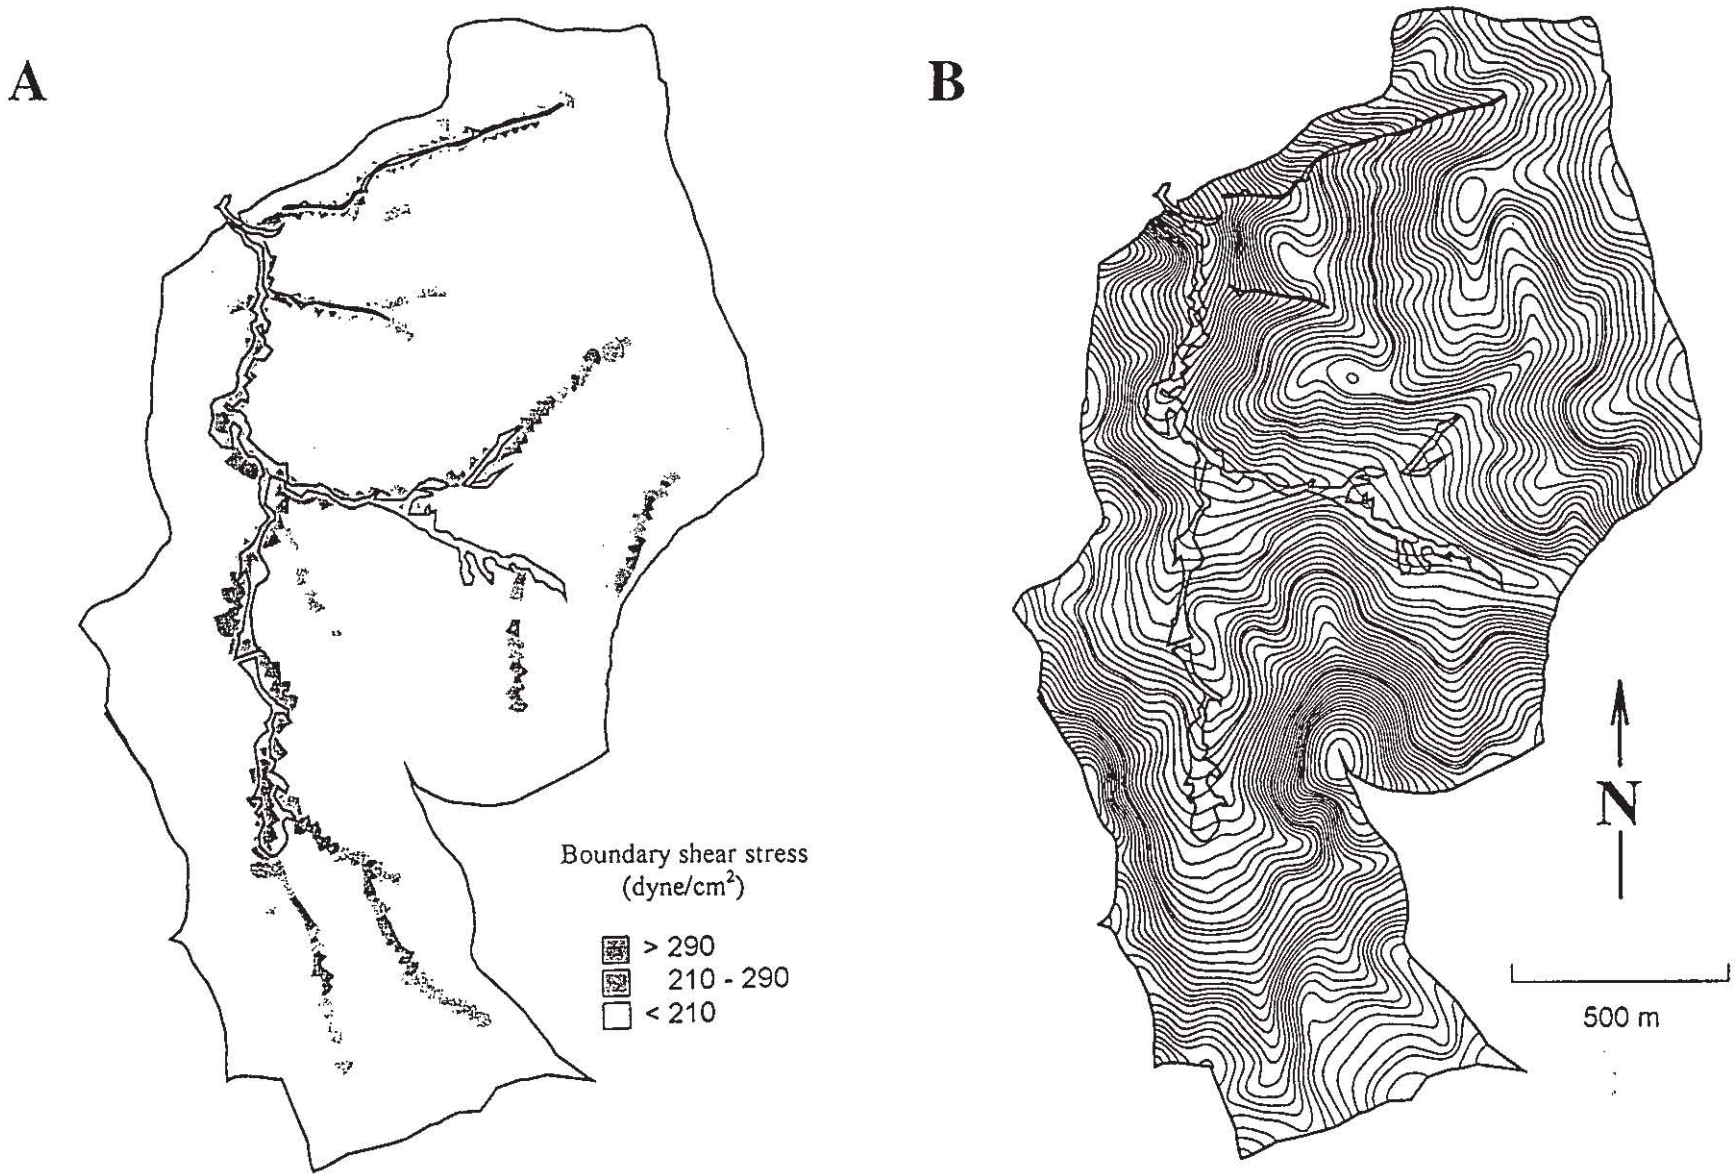 A
B
Boundary shear stress
(dyne/cm²)
> 290
210 - 290
< 210
N
500 m